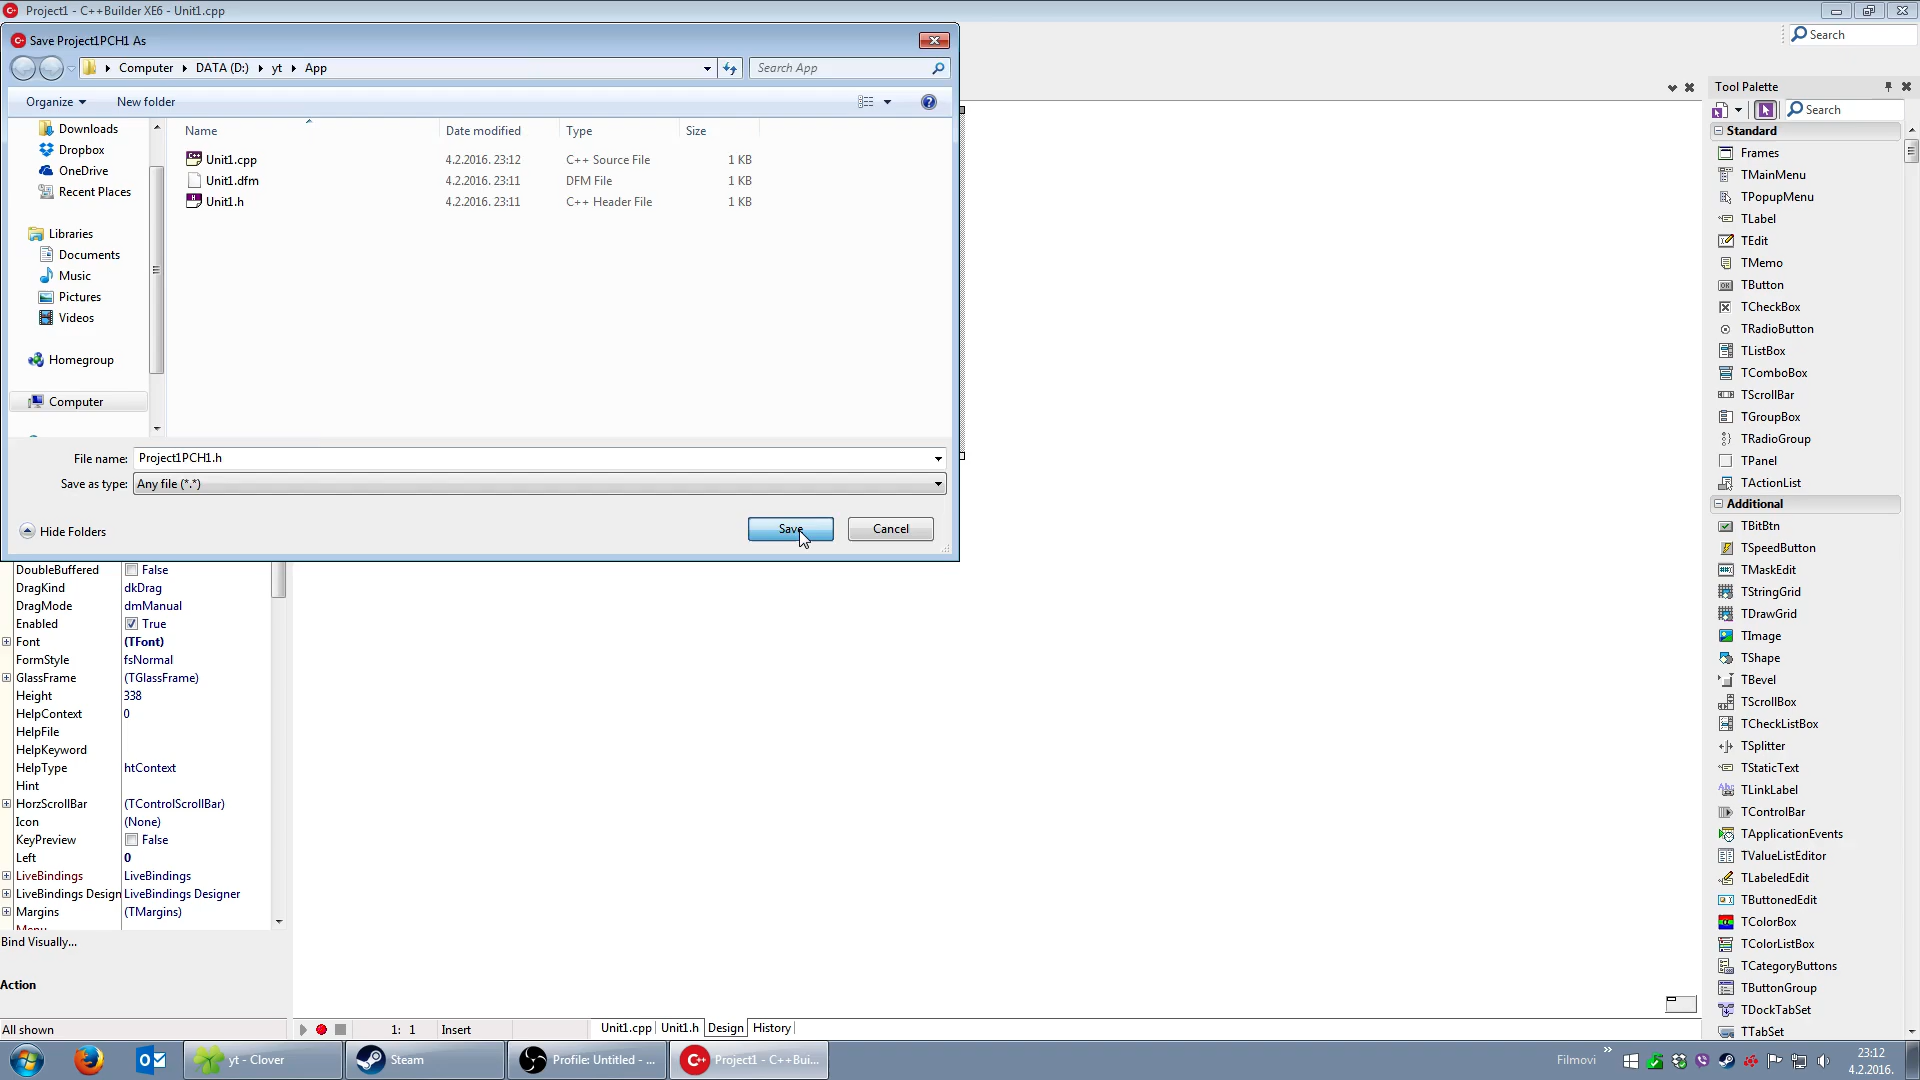 Project1 - C++Builder XE6 - Unit1.cpp
Search
Save Project1PCH1 As
Computer DATA (D:) yt App
Search App
Organize New folder
Downloads
Dropbox
OneDrive
Recent Places
Libraries
Documents
Music
Pictures
Videos
Homegroup
Computer
Name Date modified Type Size
Unit1.cpp 4.2.2016. 23:12 C++ Source File 1 KB
Unit1.dfm 4.2.2016. 23:11 DFM File 1 KB
Unit1.h 4.2.2016. 23:11 C++ Header File 1 KB
File name: Project1PCH1.h
Save as type: Any file (*.*)
Hide Folders
Save Cancel
DoubleBuffered False
DragKind dkDrag
DragMode dmManual
Enabled True
Font (TFont)
FormStyle fsNormal
GlassFrame (TGlassFrame)
Height 338
HelpContext 0
HelpFile
HelpKeyword
HelpType htContext
Hint
HorzScrollBar (TControlScrollBar)
Icon (None)
KeyPreview False
Left 0
LiveBindings LiveBindings
LiveBindings Design LiveBindings Designer
Margins (TMargins)
Bind Visually...
Action
All shown
1: 1 Insert
Unit1.cpp Unit1.h Design History
Tool Palette
Search
Standard
Frames
TMainMenu
TPopupMenu
TLabel
TEdit
TMemo
TButton
TCheckBox
TRadioButton
TListBox
TComboBox
TScrollBar
TGroupBox
TRadioGroup
TPanel
TActionList
Additional
TBitBtn
TSpeedButton
TMaskEdit
TStringGrid
TDrawGrid
TImage
TShape
TBevel
TScrollBox
TCheckListBox
TSplitter
TStaticText
TLinkLabel
TControlBar
TApplicationEvents
TValueListEditor
TLabeledEdit
TButtonedEdit
TColorBox
TColorListBox
TCategoryButtons
TButtonGroup
TDockTabSet
TTabSet
yt - Clover
Steam
Profile: Untitled - ...
Project1 - C++Bui...
Filmovi
23:12
4.2.2016.